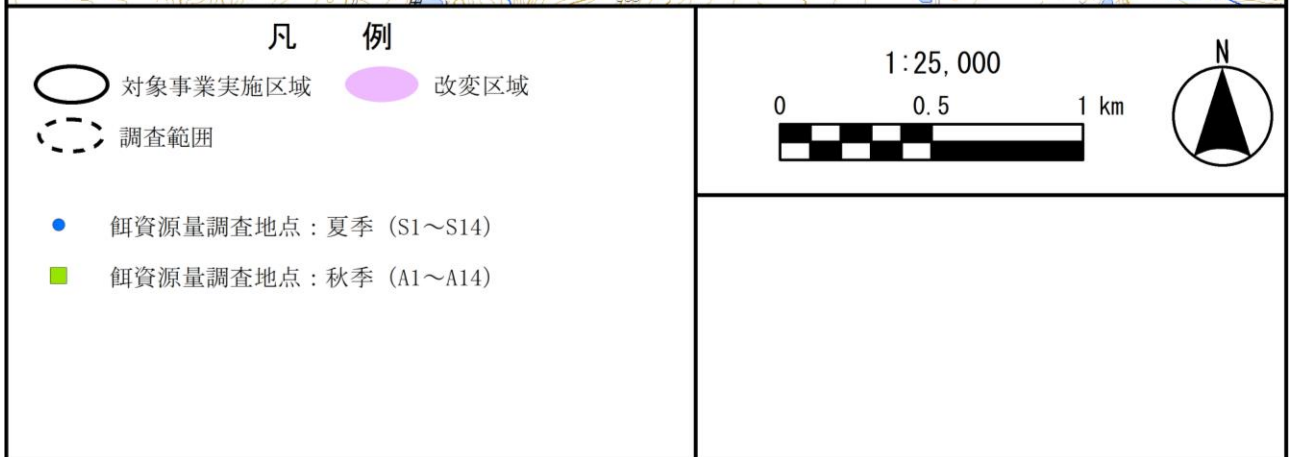 凡 例
対象事業実施区域 改変区域
調査範囲
餌資源量調査地点：夏季（S1～S14）
餌資源量調査地点：秋季（A1～A14）
1:25,000
0 0.5 1 km
N